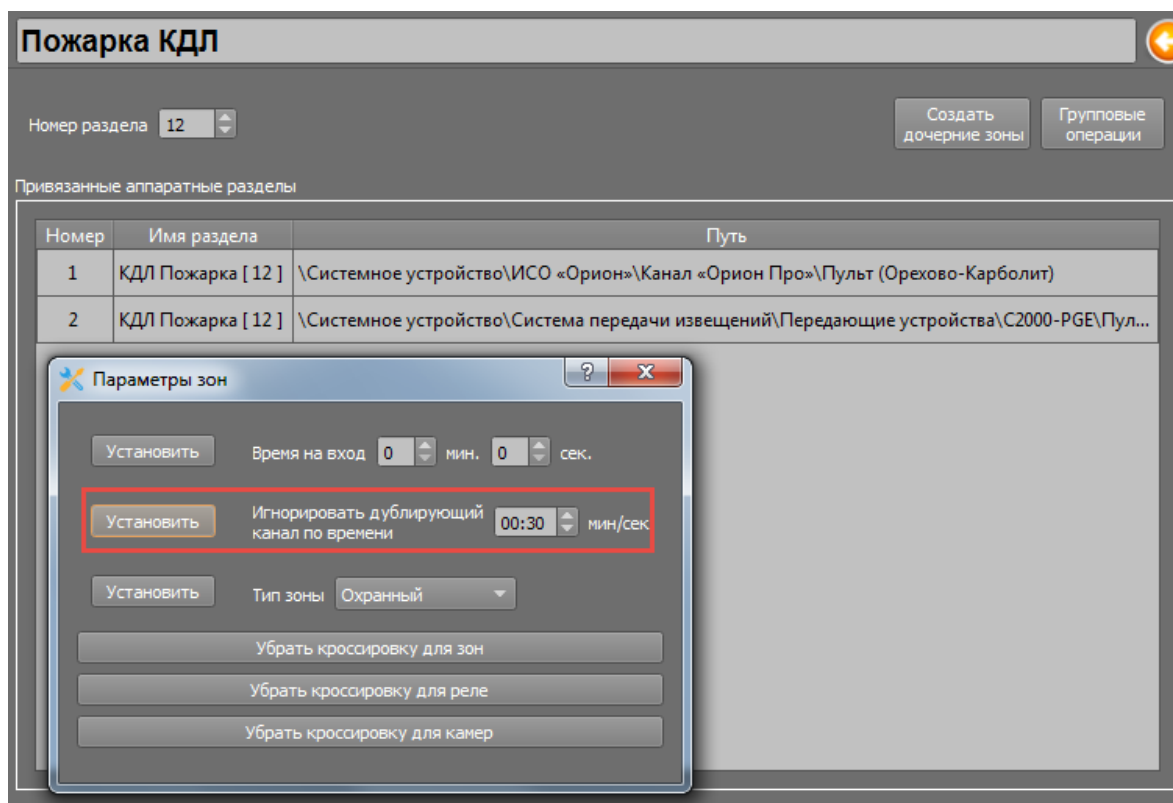 Пожарка КДЛ
Номер раздела 12
Создать дочерние зоны
Групповые операции
Привязанные аппаратные разделы
Номер Имя раздела Путь
1 КДЛ Пожарка [ 12 ] \Системное устройство\ИСО «Орион»\Канал «Орион Про»\Пульт (Орехово-Карболит)
2 КДЛ Пожарка [ 12 ] \Системное устройство\Система передачи извещений\Передающие устройства\С2000-PGE\Пул...
Параметры зон
Установить Время на вход 0 мин. 0 сек.
Установить Игнорировать дублирующий
канал по времени 00:30 мин/сек
Установить Тип зоны Охранный
Убрать кроссировку для зон
Убрать кроссировку для реле
Убрать кроссировку для камер